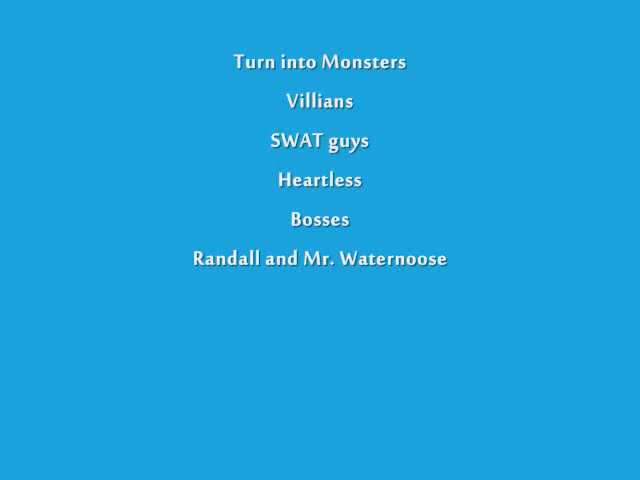 Turn into Monsters
Villians
SWAT guys
Heartless
Bosses
Randall and Mr. Waternoose